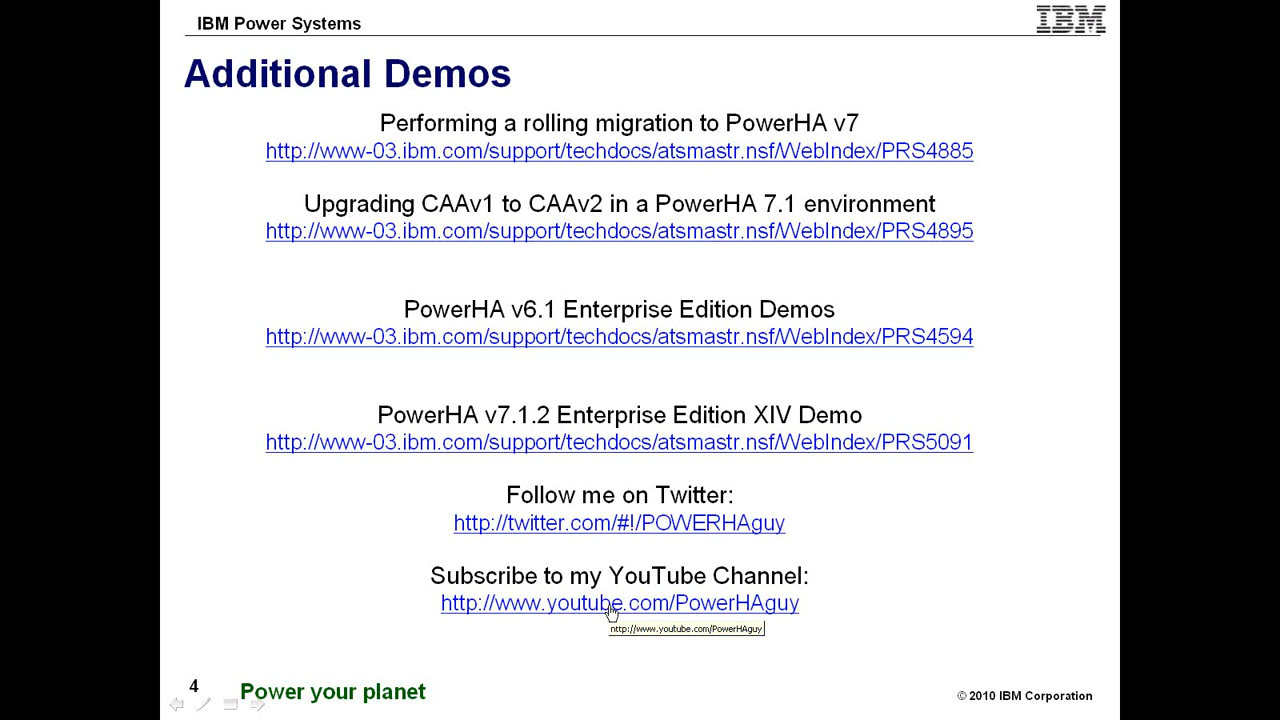 IBM Power Systems
IBM
Additional Demos
Performing a rolling migration to PowerHA v7
http://www-03.ibm.com/support/techdocs/atsmastr.nsf/WebIndex/PRS4885
Upgrading CAAv1 to CAAv2 in a PowerHA 7.1 environment
http://www-03.ibm.com/support/techdocs/atsmastr.nsf/WebIndex/PRS4895
PowerHA v6.1 Enterprise Edition Demos
http://www-03.ibm.com/support/techdocs/atsmastr.nsf/WebIndex/PRS4594
PowerHA v7.1.2 Enterprise Edition XIV Demo
http://www-03.ibm.com/support/techdocs/atsmastr.nsf/WebIndex/PRS5091
Follow me on Twitter:
http://twitter.com/#!/POWERHAguy
Subscribe to my YouTube Channel:
http://www.youtube.com/PowerHAguy
http://www.youtube.com/PowerHAguy
4
Power your planet
© 2010 IBM Corporation